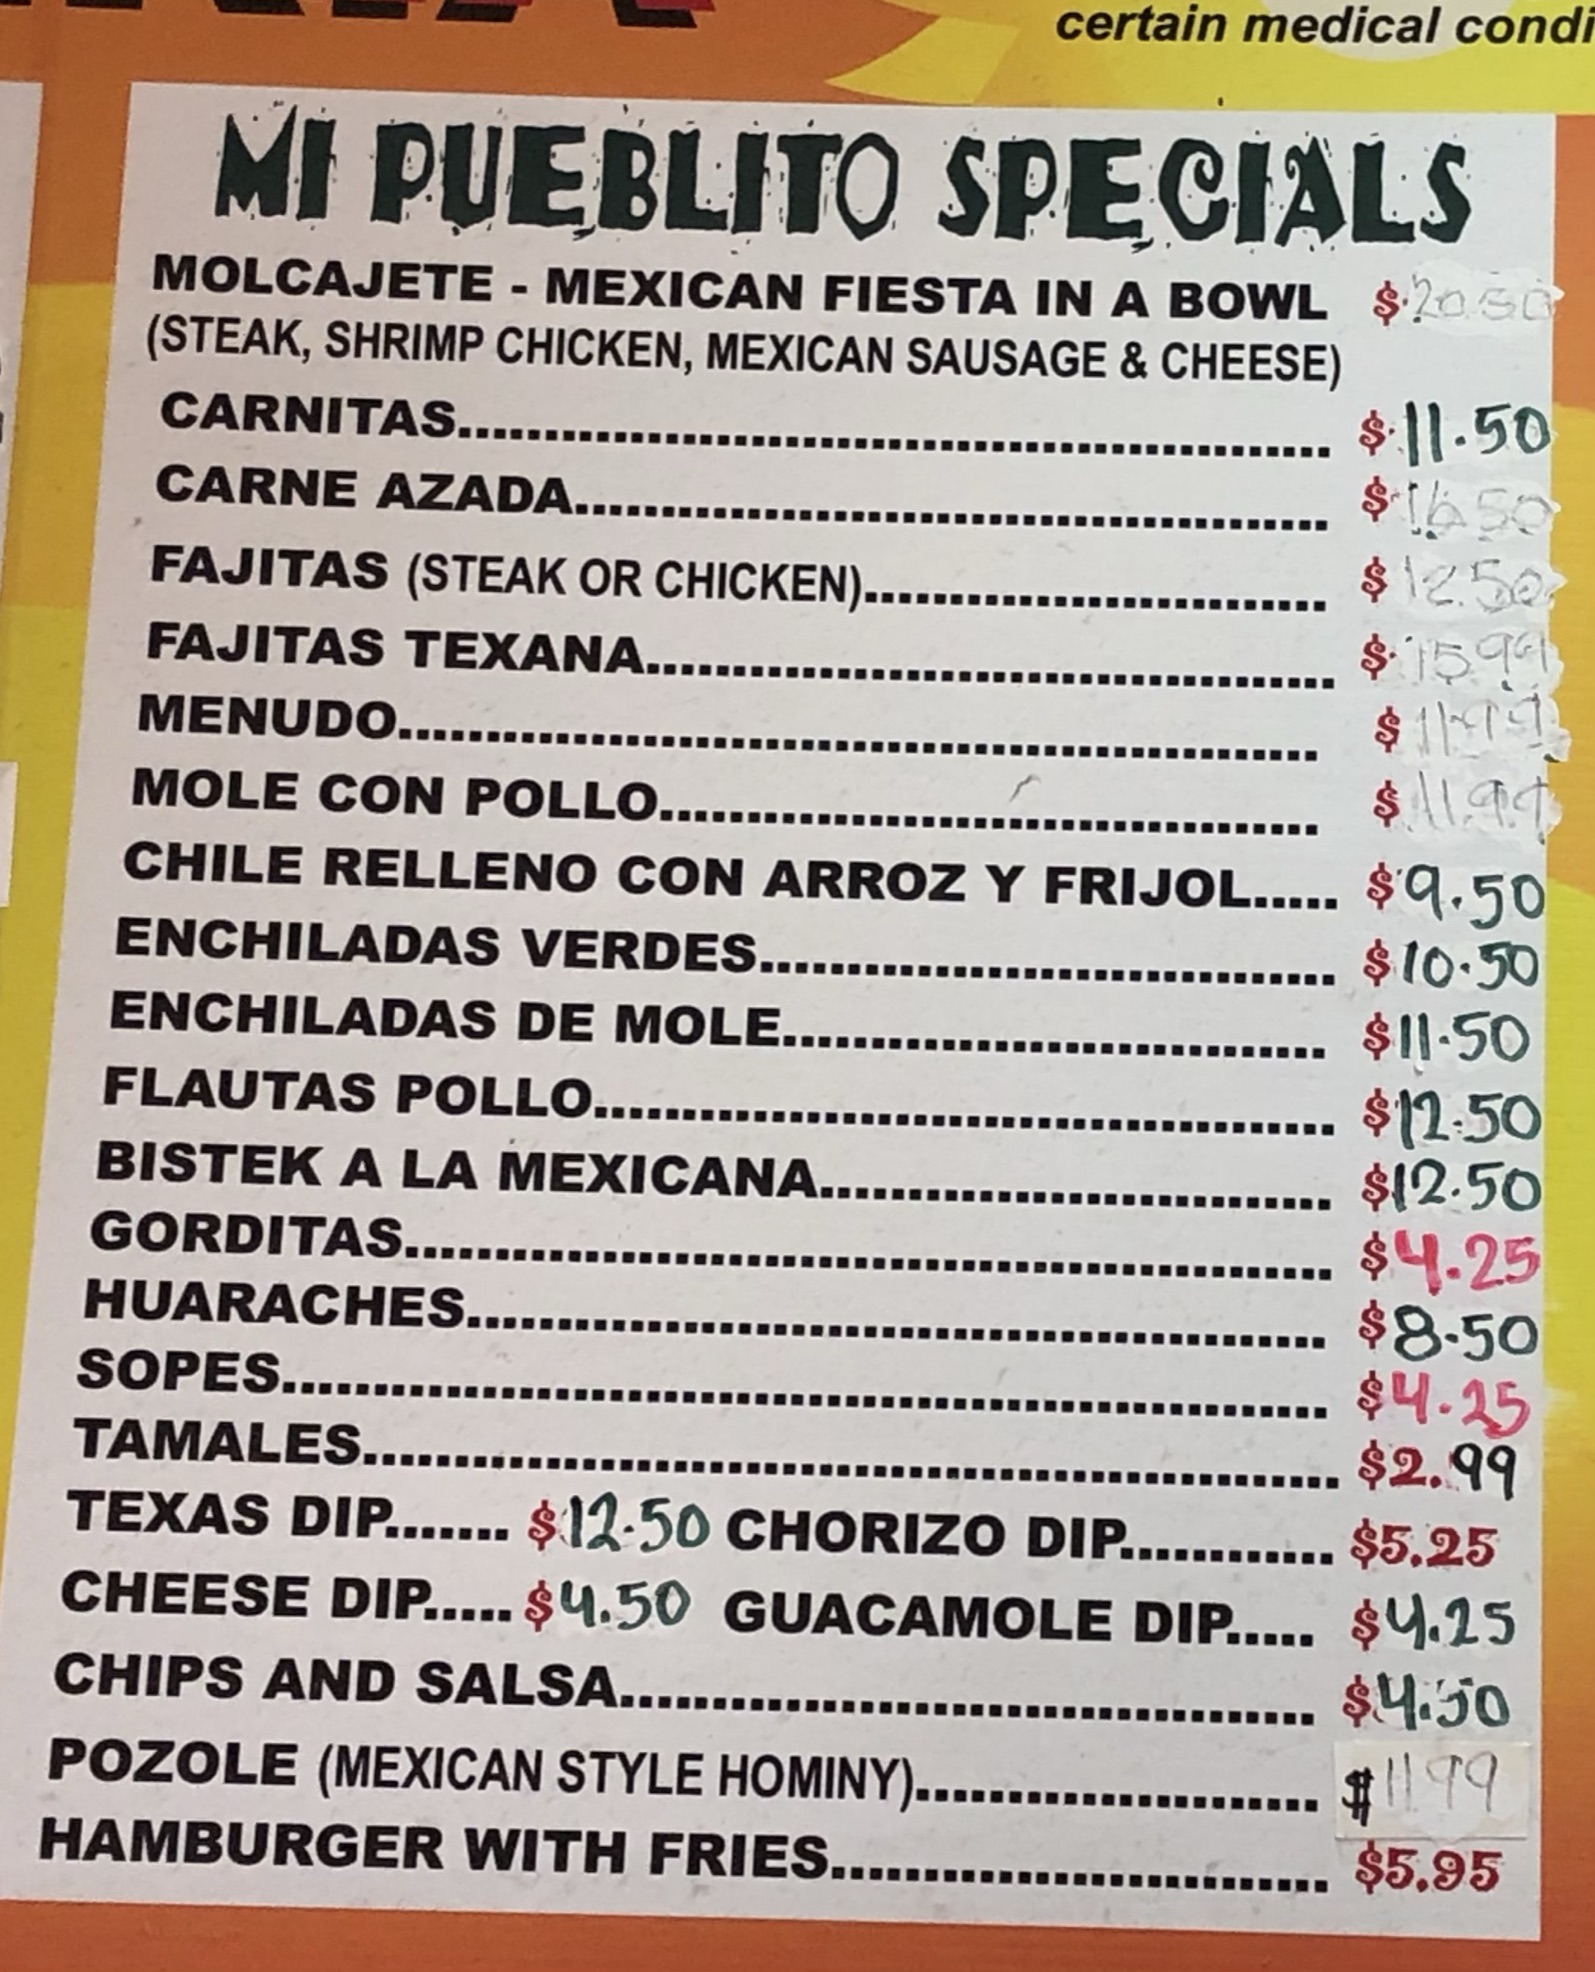 certain medical condi
MI PUEBLITO SPECIALS
MOLCAJETE - MEXICAN FIESTA IN A BOWL $20.50
(STEAK, SHRIMP CHICKEN, MEXICAN SAUSAGE & CHEESE)
CARNITAS........ $11.50
CARNE AZADA........ $16.50
FAJITAS (STEAK OR CHICKEN)........ $12.50
FAJITAS TEXANA........ $15.99
MENUDO........ $11.99
MOLE CON POLLO........ $11.99
CHILE RELLENO CON ARROZ Y FRIJOL..... $9.50
ENCHILADAS VERDES........ $10.50
ENCHILADAS DE MOLE........ $11.50
FLAUTAS POLLO........ $12.50
BISTEK A LA MEXICANA........ $12.50
GORDITAS........ $4.25
HUARACHES........ $8.50
SOPES........ $4.25
TAMALES........ $2.99
TEXAS DIP....... $12.50 CHORIZO DIP............ $5.25
CHEESE DIP..... $4.50 GUACAMOLE DIP..... $4.25
CHIPS AND SALSA........ $4.50
POZOLE (MEXICAN STYLE HOMINY)........ $11.99
HAMBURGER WITH FRIES........ $5.95